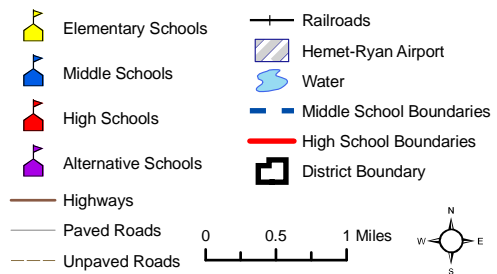 Elementary Schools
Middle Schools
High Schools
Alternative Schools
Highways
Paved Roads
Unpaved Roads
Railroads
Hemet-Ryan Airport
Water
Middle School Boundaries
High School Boundaries
District Boundary
0 0.5 1 Miles
N
W E
S